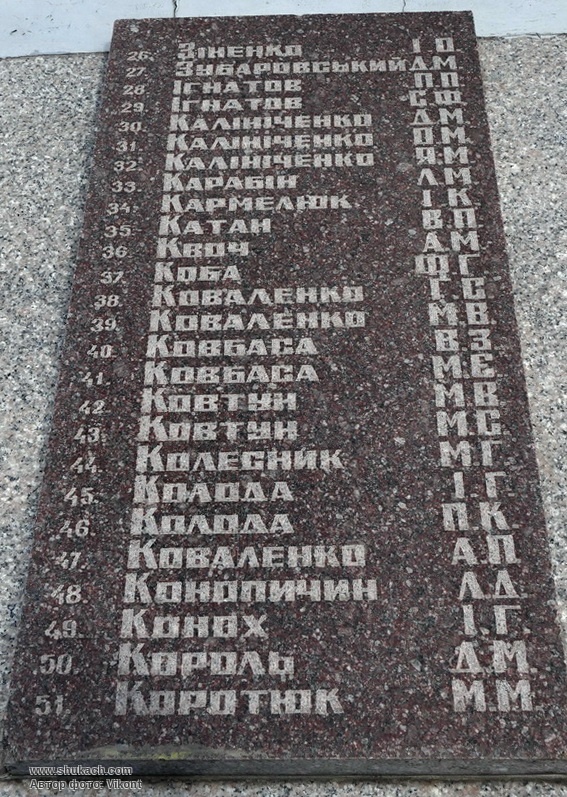 26. Зіненко І О
27. Зубаровський Д М
28. Ігнатов П П
29. Ігнатов С Ф
30. Калініченко Д М.
31. Калініченко О М.
32. Калініченко Я.М
33. Карабін Л. М
34. Кармелюк І К
35. Катан В. П
36. Квоч А. М.
37. Коба Ф Г.
38. Коваленко Т. С
39. Коваленко М. В
40. Ковбаса В. З
41. Ковбаса М. Є
42. Ковтун М. В
43. Ковтун М. С.
44. Колесник М. Г.
45. Колода І. Г.
46. Колода П. К.
47. Коваленко А. П.
48. Конопичин Л. Д.
49. Конох І. Г.
50. Король Д.М.
51. Коротюк М.М.
www.shukach.com
Автор фото: Vikont